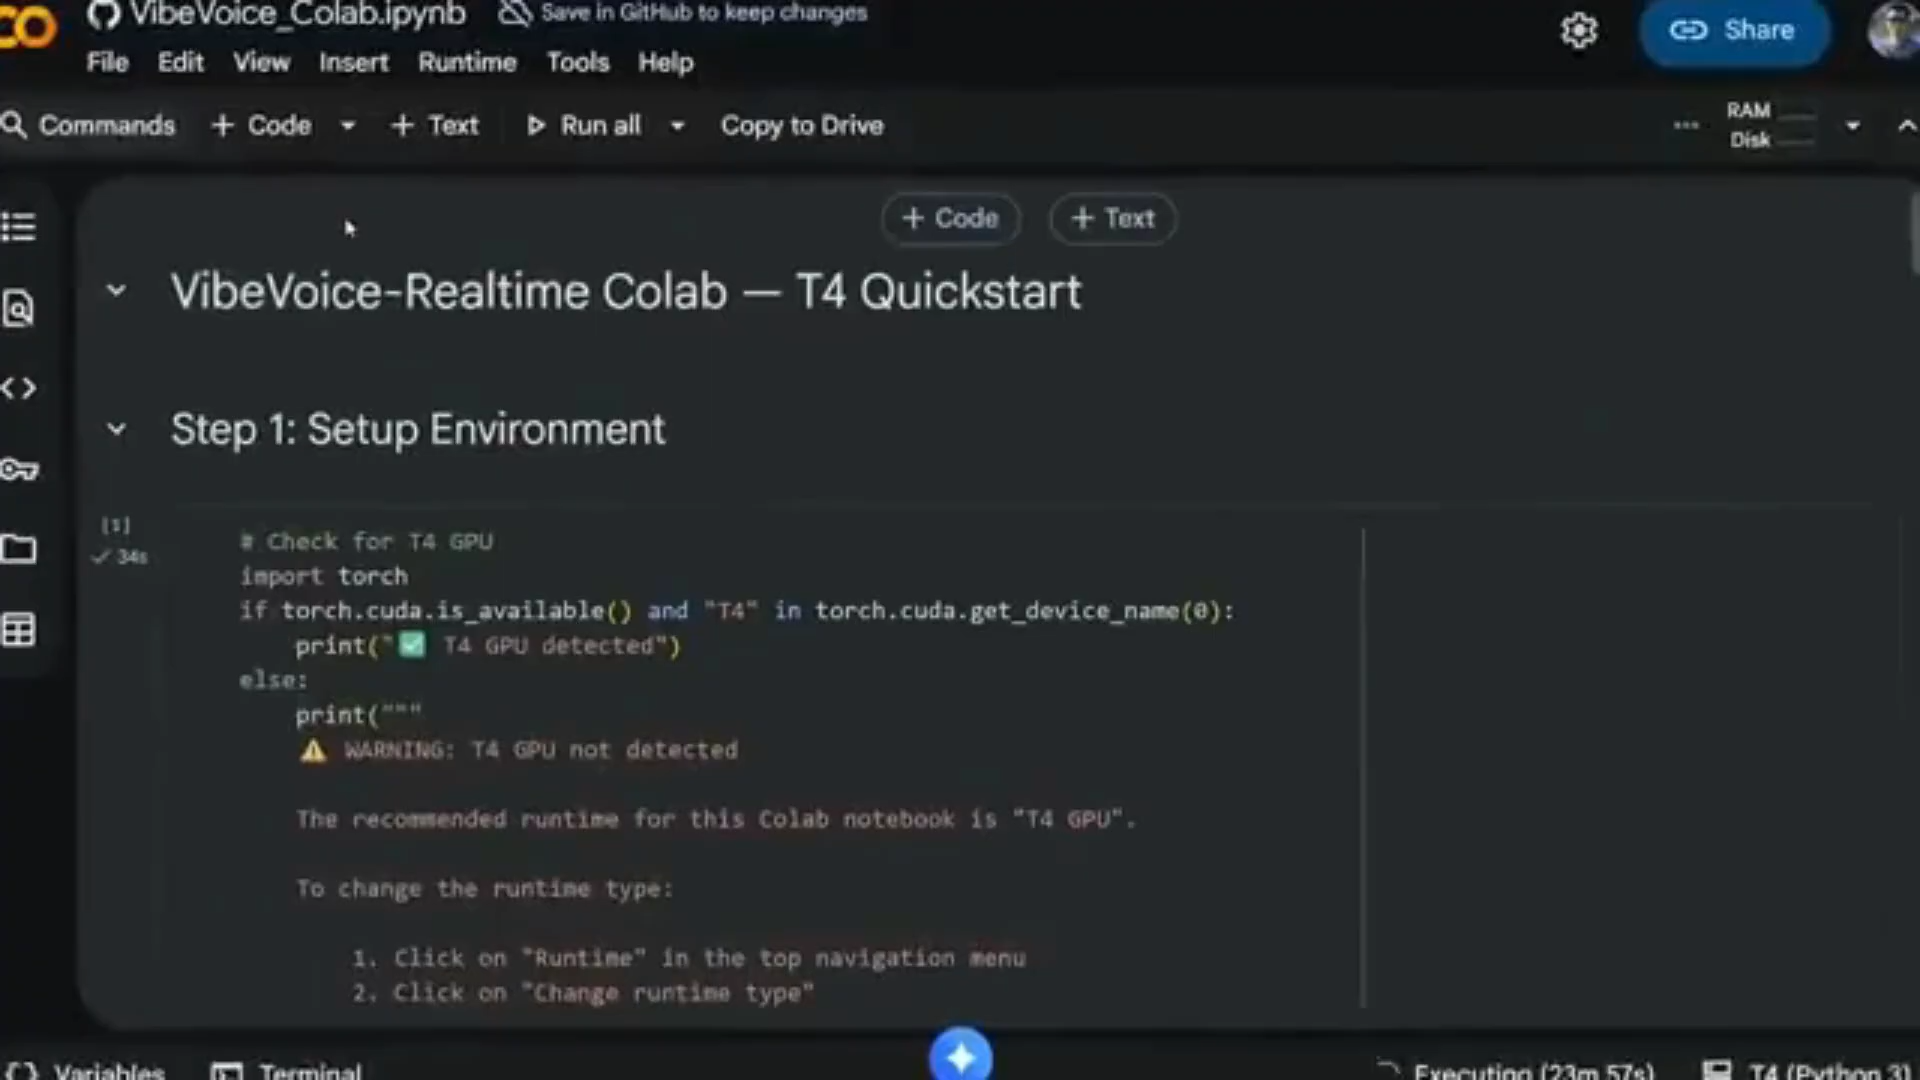 CO VibeVoice_Colab.ipynb Save in GitHub to keep changes
File Edit View Insert Runtime Tools Help
Share
Commands + Code + Text Run all Copy to Drive
RAM
Disk
+ Code + Text
VibeVoice-Realtime Colab — T4 Quickstart
Step 1: Setup Environment
[1]
34s
# Check for T4 GPU
import torch
if torch.cuda.is_available() and "T4" in torch.cuda.get_device_name(0):
print("✅ T4 GPU detected")
else:
print("""
⚠️ WARNING: T4 GPU not detected
The recommended runtime for this Colab notebook is "T4 GPU".
To change the runtime type:
1. Click on "Runtime" in the top navigation menu
2. Click on "Change runtime type"
Variables Terminal Executing (23m 57s) T4 (Python 3)